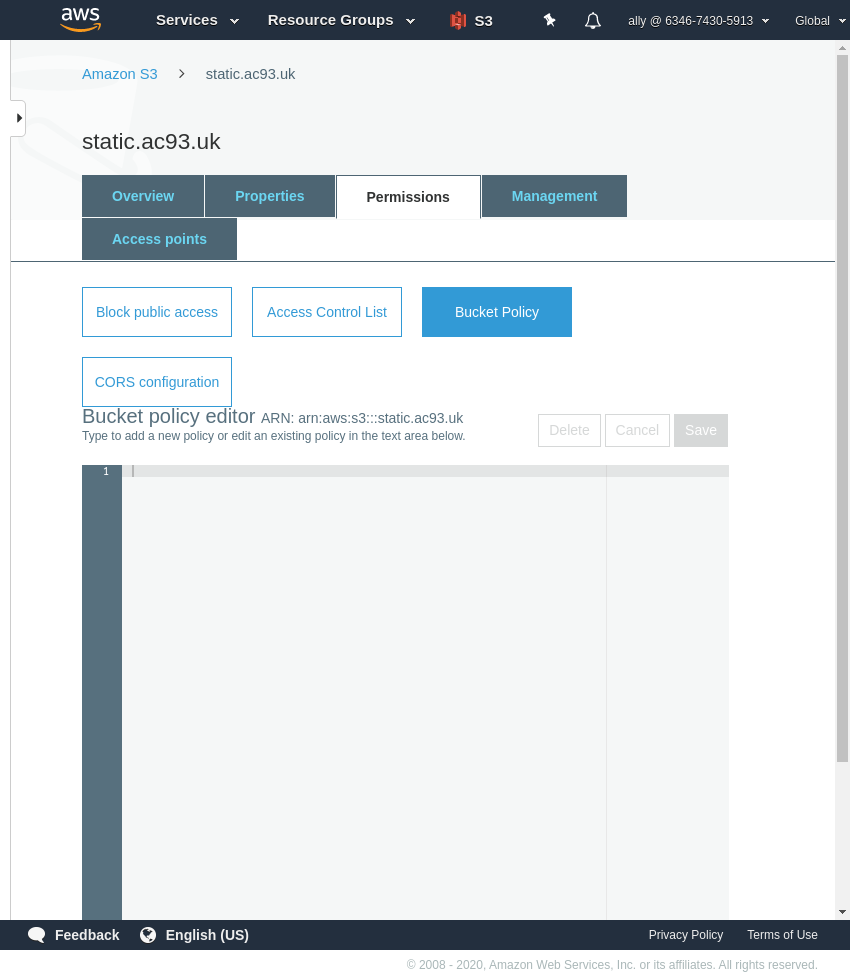 aws Services Resource Groups S3 ally @ 6346-7430-5913 Global
Amazon S3 static.ac93.uk
static.ac93.uk
Overview Properties Permissions Management
Access points
Block public access Access Control List Bucket Policy
CORS configuration
Bucket policy editor ARN: arn:aws:s3:::static.ac93.uk
Type to add a new policy or edit an existing policy in the text area below.
Delete Cancel Save
1
Feedback English (US) Privacy Policy Terms of Use
© 2008 - 2020, Amazon Web Services, Inc. or its affiliates. All rights reserved.